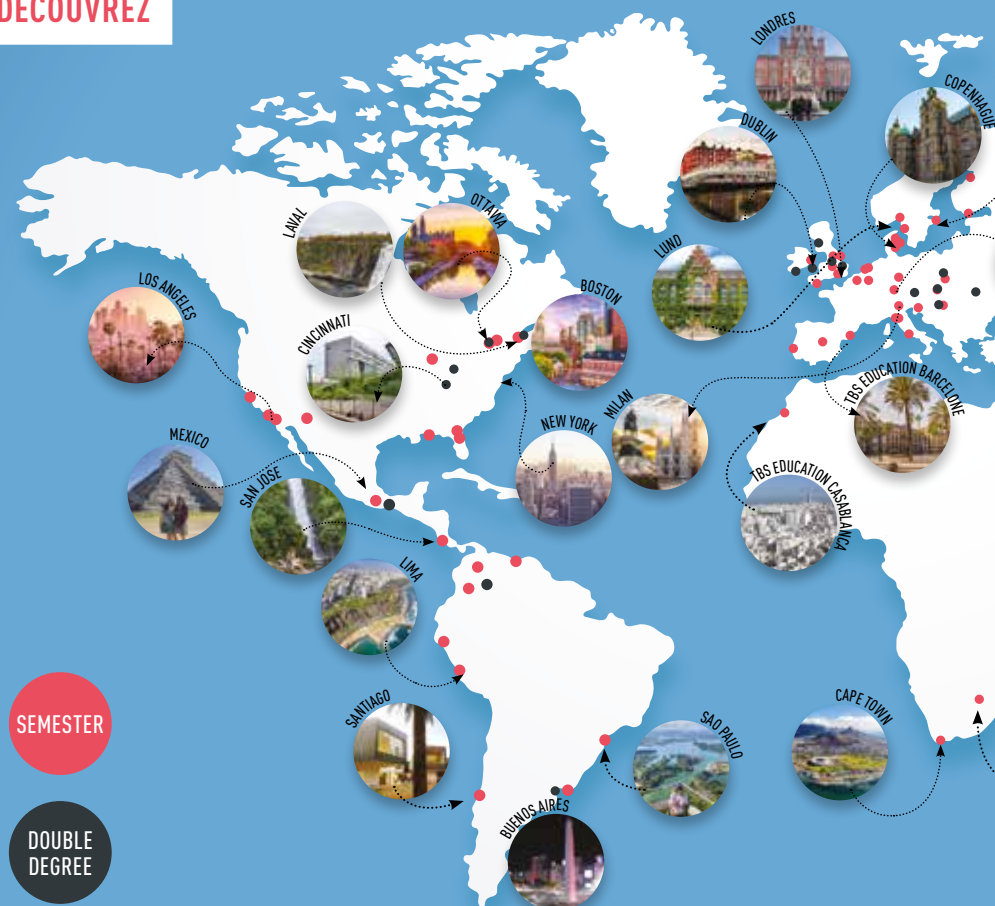 DÉCOUVREZ
LONDRES
COPENHAGUE
DUBLIN
LAVAL
OTTAWA
LUND
LOS ANGELES
BOSTON
CINCINNATI
TBS EDUCATION BARCELONE
MILAN
NEW YORK
MEXICO
SAN JOSE
TBS EDUCATION CASABLANCA
LIMA
SEMESTER
SANTIAGO
CAPE TOWN
SAO PAULO
BUENOS AIRES
DOUBLE
DEGREE